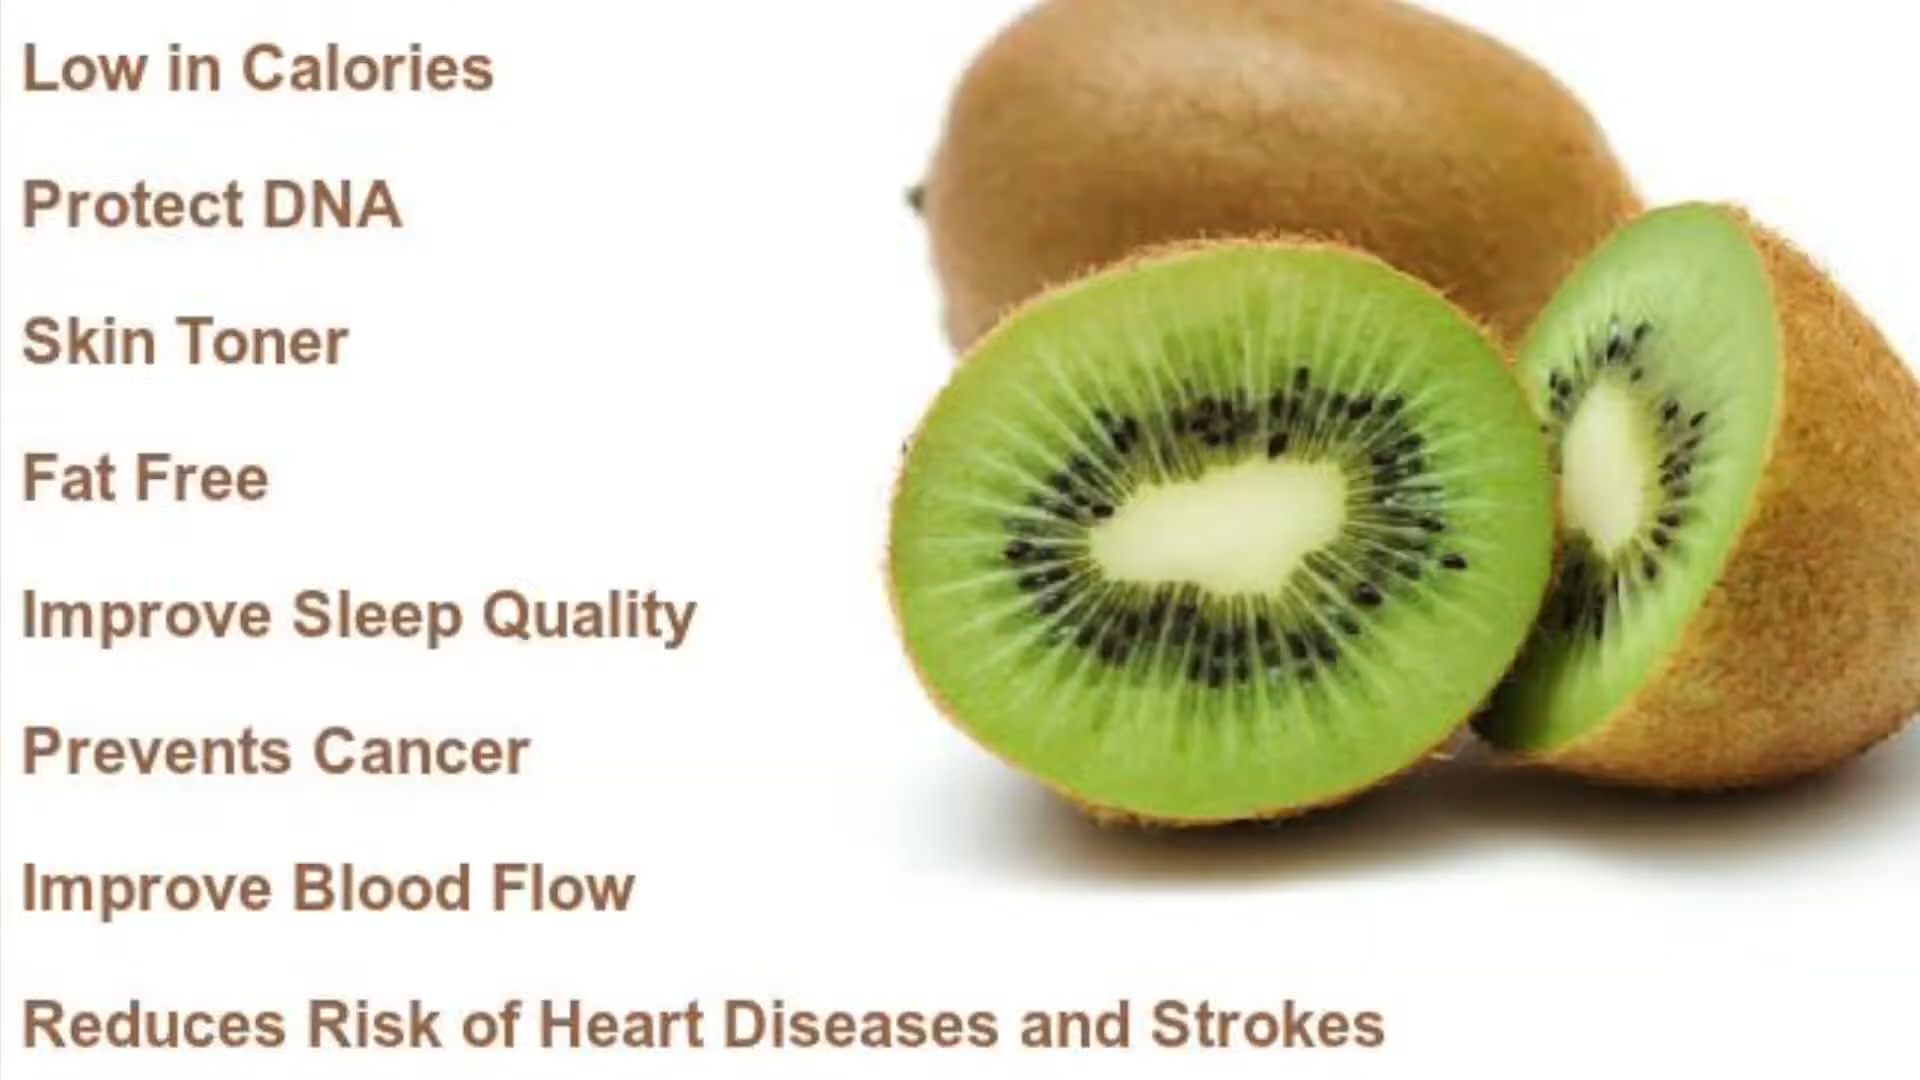 Low in Calories
Protect DNA
Skin Toner
Fat Free
Improve Sleep Quality
Prevents Cancer
Improve Blood Flow
Reduces Risk of Heart Diseases and Strokes